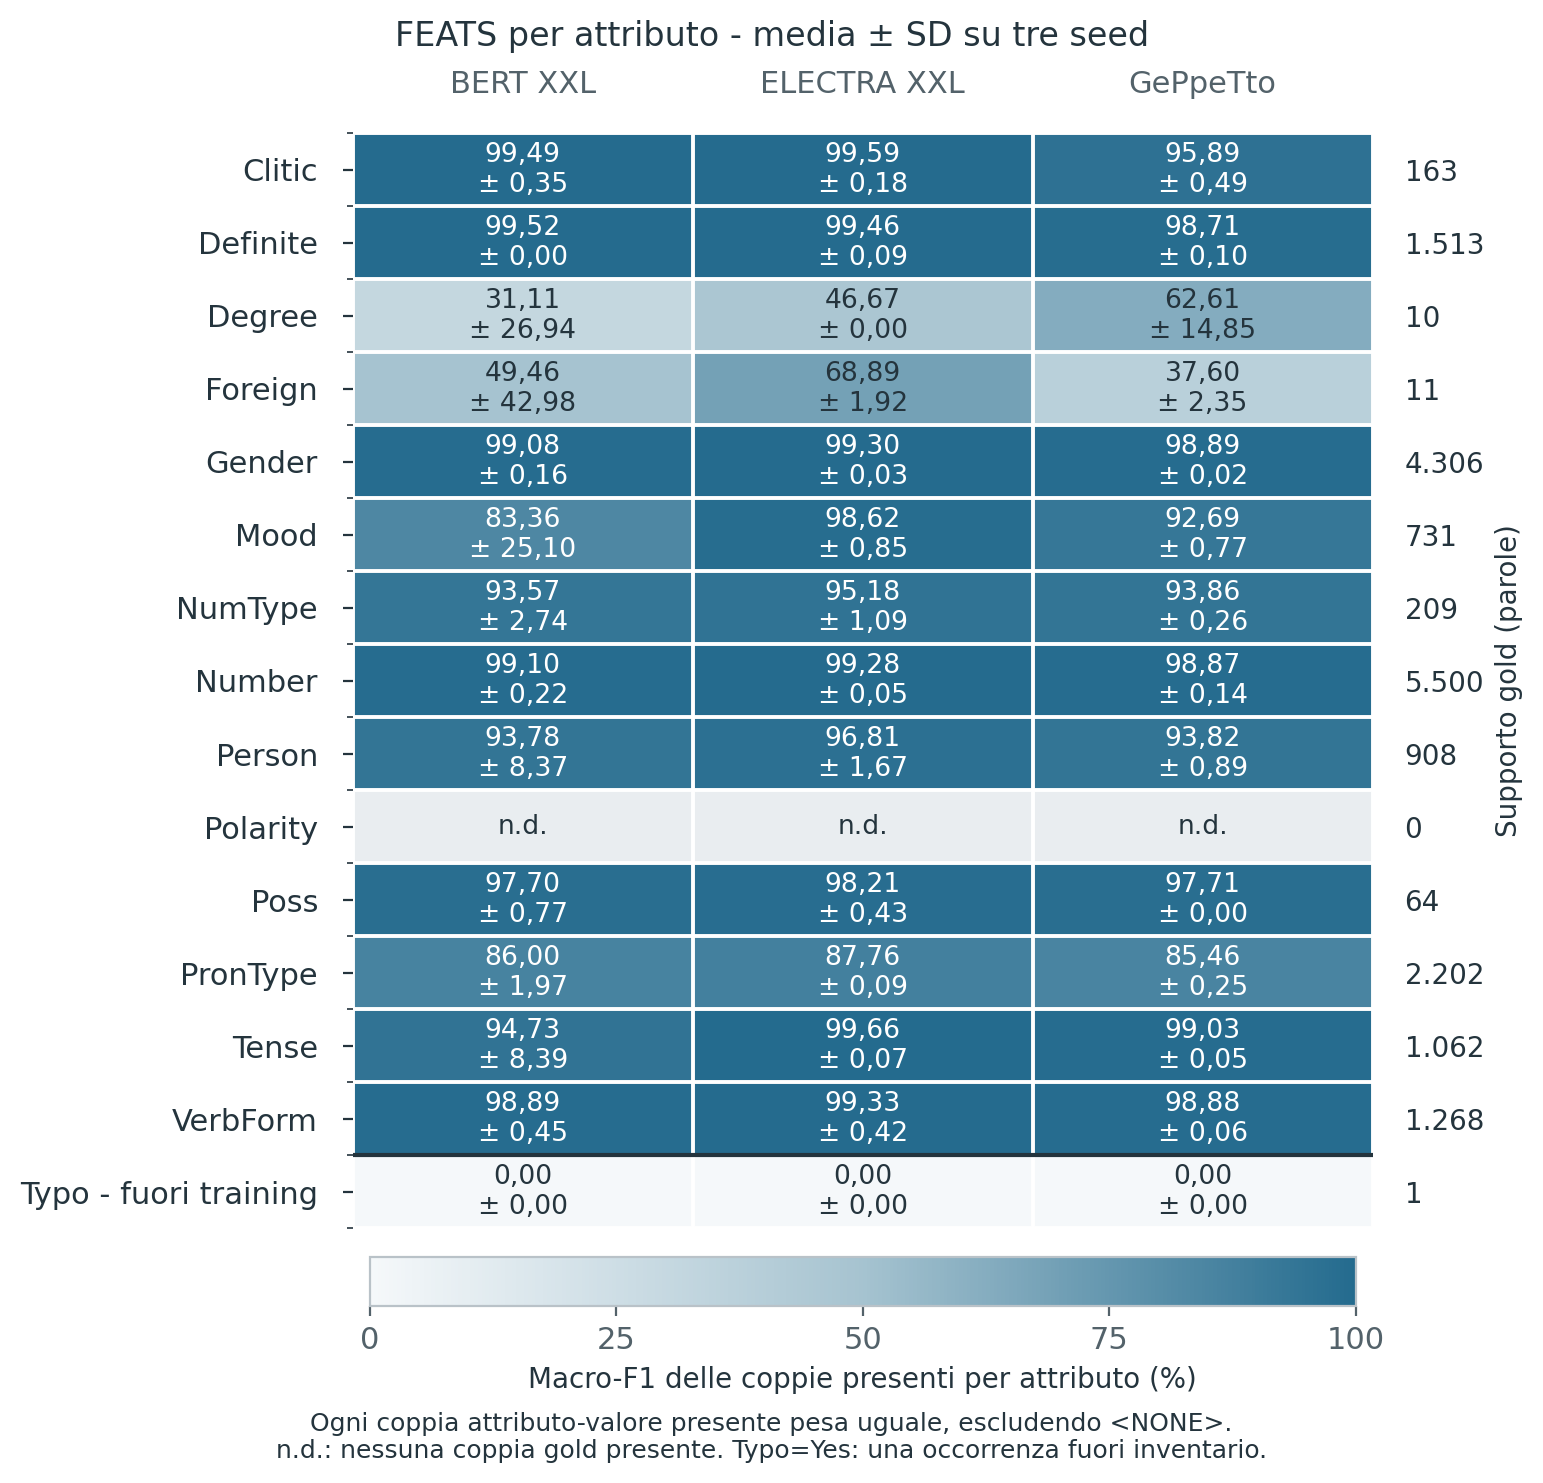 FEATS per attributo - media ± SD su tre seed
BERT XXL ELECTRA XXL GePpeTto
Clitic 99,49 ± 0,35 99,59 ± 0,18 95,89 ± 0,49 163
Definite 99,52 ± 0,00 99,46 ± 0,09 98,71 ± 0,10 1.513
Degree 31,11 ± 26,94 46,67 ± 0,00 62,61 ± 14,85 10
Foreign 49,46 ± 42,98 68,89 ± 1,92 37,60 ± 2,35 11
Gender 99,08 ± 0,16 99,30 ± 0,03 98,89 ± 0,02 4.306
Mood 83,36 ± 25,10 98,62 ± 0,85 92,69 ± 0,77 731
NumType 93,57 ± 2,74 95,18 ± 1,09 93,86 ± 0,26 209
Number 99,10 ± 0,22 99,28 ± 0,05 98,87 ± 0,14 5.500
Person 93,78 ± 8,37 96,81 ± 1,67 93,82 ± 0,89 908
Polarity n.d. n.d. n.d. 0
Poss 97,70 ± 0,77 98,21 ± 0,43 97,71 ± 0,00 64
PronType 86,00 ± 1,97 87,76 ± 0,09 85,46 ± 0,25 2.202
Tense 94,73 ± 8,39 99,66 ± 0,07 99,03 ± 0,05 1.062
VerbForm 98,89 ± 0,45 99,33 ± 0,42 98,88 ± 0,06 1.268
Typo - fuori training 0,00 ± 0,00 0,00 ± 0,00 0,00 ± 0,00 1
Supporto gold (parole)
0 25 50 75 100
Macro-F1 delle coppie presenti per attributo (%)
Ogni coppia attributo-valore presente pesa uguale, escludendo <NONE>.
n.d.: nessuna coppia gold presente. Typo=Yes: una occorrenza fuori inventario.